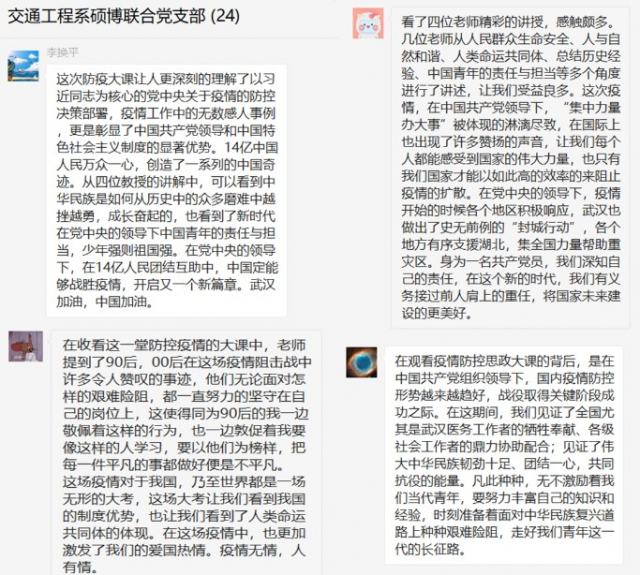 交通工程系硕博联合党支部 (24)
李换平
这次防疫大课让人更深刻的理解了以习
近同志为核心的党中央关于疫情的防控
决策部署，疫情工作中的无数感人事例
，更是彰显了中国共产党领导和中国特
色社会主义制度的显著优势。14亿中国
人民万众一心，创造了一系列的中国奇
迹。从四位教授的讲解中，可以看到中
华民族是如何从历史中的众多磨难中越
挫越勇，成长奋起的，也看到了新时代
在党中央的领导下中国青年的责任与担
当，少年强则祖国强。在党中央的领导
下，在14亿人民团结互助中，中国定能
够战胜疫情，开启又一个新篇章。武汉
加油，中国加油。
在收看这一堂防控疫情的大课中，老师
提到了90后，00后在这场疫情阻击战中
许多令人赞叹的事迹，他们无论面对怎
样的艰难险阻，都一直努力的坚守在自
己的岗位上，这使得同为90后的我一边
敬佩着这样的行为，也一边敦促着我要
像这样的人学习，要以他们为榜样，把
每一件平凡的事都做好便是不平凡。
这场疫情对于我国，乃至世界都是一场
无形的大考，这场大考让我们看到我国
的制度优势，也让我们看到了人类命运
共同体的体现。在这场疫情中，也更加
激发了我们的爱国热情。疫情无情，人
有情。
看了四位老师精彩的讲授，感触颇多。
几位老师从人民群众生命安全、人与自
然和谐、人类命运共同体、总结历史经
验、中国青年的责任与担当等多个角度
进行了讲述，让我们受益良多。这次疫
情，在中国共产党领导下，“集中力量
办大事”被体现的淋漓尽致，在国际上
也出现了许多赞扬的声音，让我们每个
人都能感受到国家的伟大力量，也只有
我们国家才能以如此高的效率的来阻止
疫情的扩散。在党中央的领导下，疫情
开始的时候各个地区积极响应，武汉也
做出了史无前例的“封城行动”，各个
地方有序支援湖北，集全国力量帮助重
灾区。身为一名共产党员，我们深知自
己的责任，在这个新的时代，我们有义
务接过前人肩上的重任，将国家未来建
设的更美好。
在观看疫情防控思政大课的背后，是在
中国共产党组织领导下，国内疫情防控
形势越来越趋好，战役取得关键阶段成
功之际。在这期间，我们见证了全国尤
其是武汉医务工作者的牺牲奉献、各级
社会工作者的鼎力协助配合；见证了伟
大中华民族韧劲十足、团结一心，共同
抗役的能量。凡此种种，无不激励着我
们当代青年，要努力丰富自己的知识和
经验，时刻准备着面对中华民族复兴道
路上种种艰难险阻，走好我们青年这一
代的长征路。